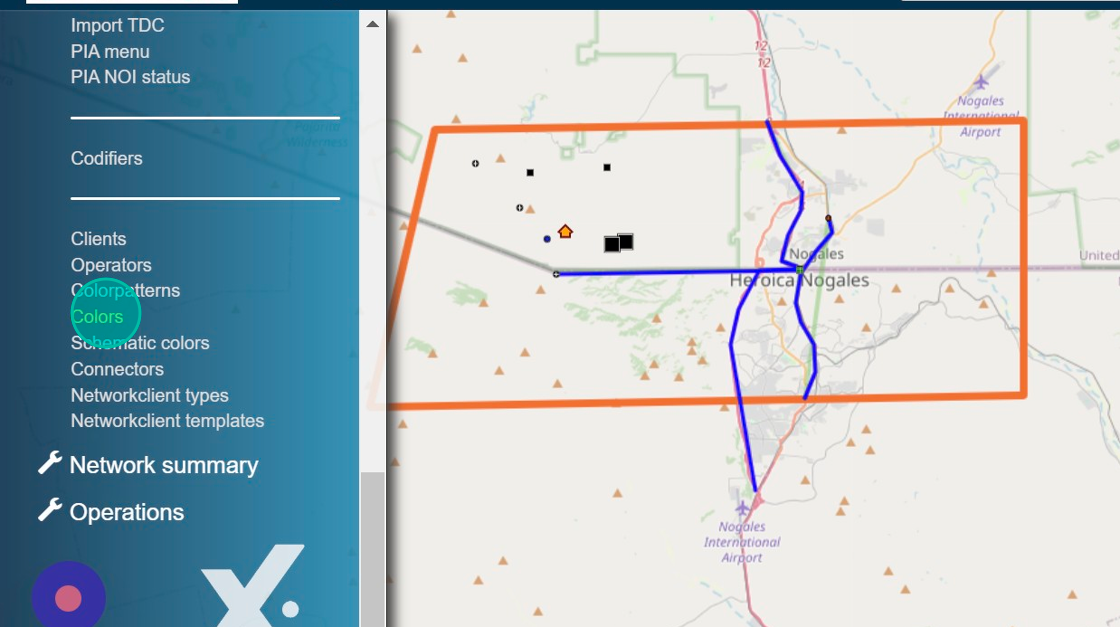 Import TDC
PIA menu
PIA NOI status
Codifiers
Clients
Operators
Colorpatterns
Colors
Schematic colors
Connectors
Networkclient types
Networkclient templates
Network summary
Operations
12
12
Nogales
International
Airport
Nogales
Heroica Nogales
United
Nogales
International
Airport